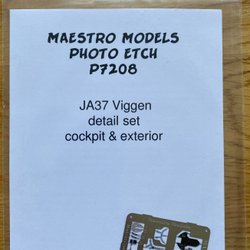 MAESTRO MODELS
PHOTO ETCH
P7208
JA37 Viggen
detail set
cockpit & exterior